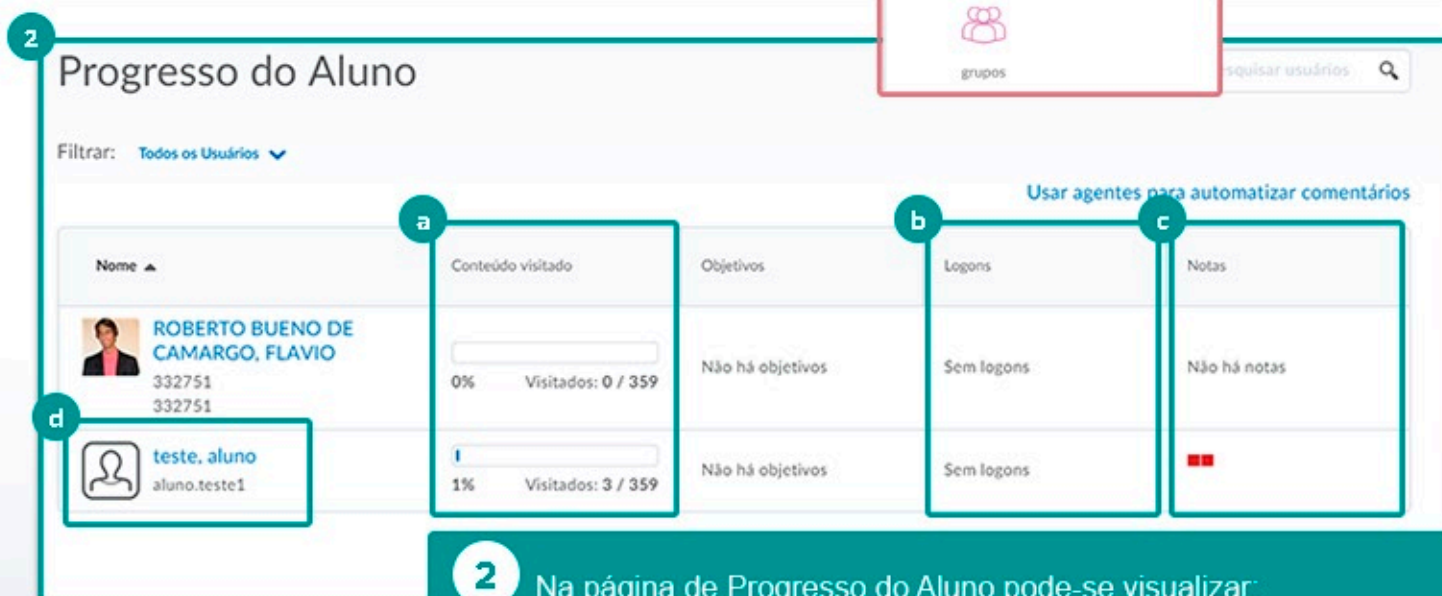 grupos
2
Progresso do Aluno
squisar usuários
Filtrar: Todos os Usuários
Usar agentes para automatizar comentários
a
b
c
Nome
Conteúdo visitado
Objetivos
Logons
Notas
ROBERTO BUENO DE
CAMARGO, FLAVIO
332751
332751
0% Visitados: 0 / 359
Não há objetivos
Sem logons
Não há notas
d
teste, aluno
aluno.teste1
1% Visitados: 3 / 359
Não há objetivos
Sem logons
2 Na página de Progresso do Aluno pode-se visualizar: